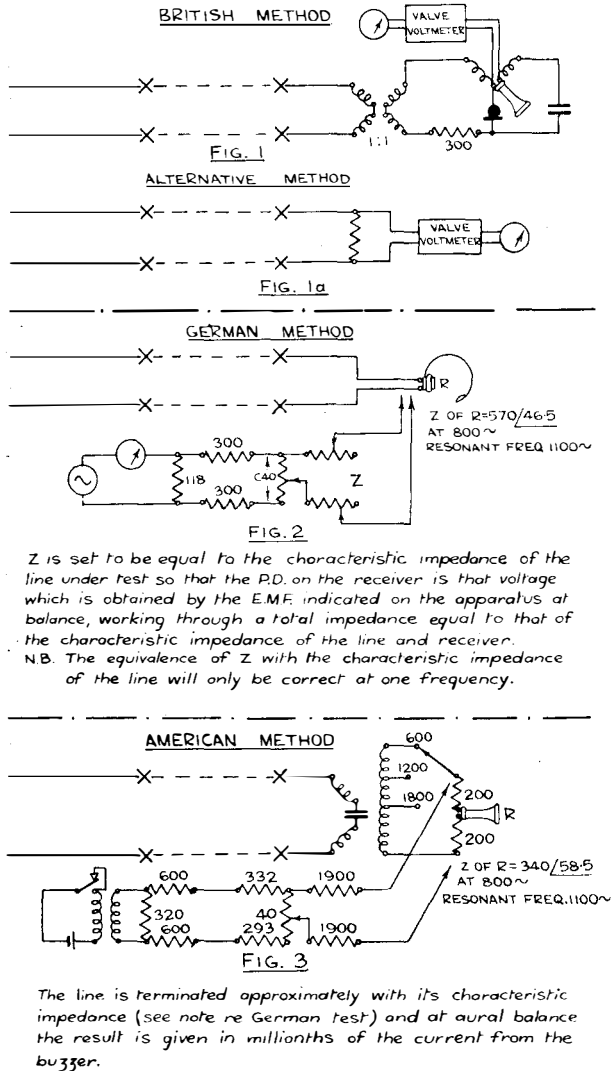 BRITISH METHOD
VALVE
VOLTMETER
1:1
300
FIG. 1
ALTERNATIVE METHOD
VALVE
VOLTMETER
FIG. 1a
GERMAN METHOD
R
Z OF R=570/46·5
AT 800~
RESONANT FREQ 1100~
300
118
C40
Z
300
FIG. 2
Z is set to be equal to the characteristic impedance of the
line under test so that the P.D. on the receiver is that voltage
which is obtained by the E.M.F. indicated on the apparatus at
balance, working through a total impedance equal to that of
the characteristic impedance of the line and receiver.
N.B. The equivalence of Z with the characteristic impedance
of the line will only be correct at one frequency.
AMERICAN METHOD
600
1200
1800
200
R
200
Z OF R=340/58·5
AT 800~
RESONANT FREQ. 1100~
600
332
1900
320
40
600
293
1900
FIG. 3
The line is terminated approximately with its characteristic
impedance (see note re German test) and at aural balance
the result is given in millionths of the current from the
buzzer.